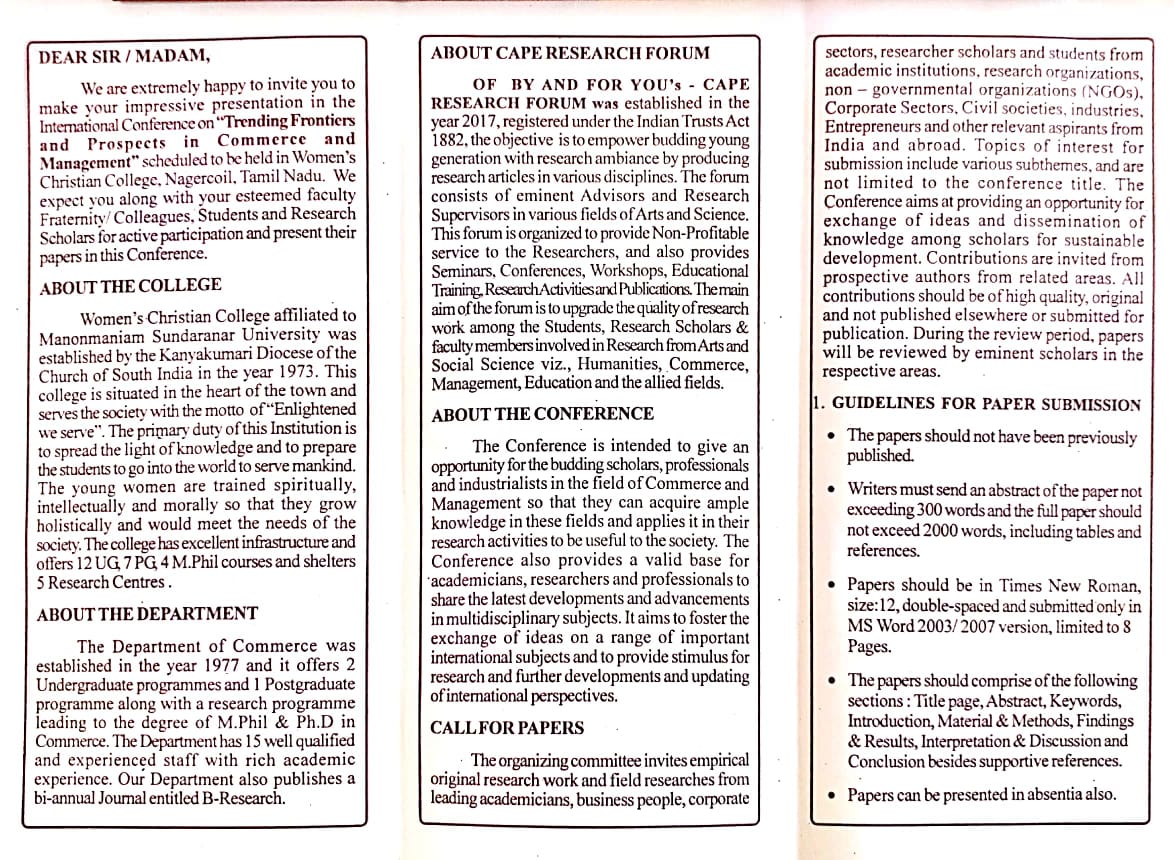 DEAR SIR / MADAM,
We are extremely happy to invite you to
make your impressive presentation in the
International Conference on "Trending Frontiers
and Prospects in Commerce and
Management" scheduled to be held in Women's
Christian College, Nagercoil, Tamil Nadu. We
expect you along with your esteemed faculty
Fraternity/ Colleagues, Students and Research
Scholars for active participation and present their
papers in this Conference.
ABOUT THE COLLEGE
Women's Christian College affiliated to
Manonmaniam Sundaranar University was
established by the Kanyakumari Diocese of the
Church of South India in the year 1973. This
college is situated in the heart of the town and
serves the society with the motto of "Enlightened
we serve". The primary duty of this Institution is
to spread the light of knowledge and to prepare
the students to go into the world to serve mankind.
The young women are trained spiritually,
intellectually and morally so that they grow
holistically and would meet the needs of the
society. The college has excellent infrastructure and
offers 12 UG, 7 PG, 4 M.Phil courses and shelters
5 Research Centres .
ABOUT THE DEPARTMENT
The Department of Commerce was
established in the year 1977 and it offers 2
Undergraduate programmes and 1 Postgraduate
programme along with a research programme
leading to the degree of M.Phil & Ph.D in
Commerce. The Department has 15 well qualified
and experienced staff with rich academic
experience. Our Department also publishes a
bi-annual Journal entitled B-Research.
ABOUT CAPE RESEARCH FORUM
OF BY AND FOR YOU's - CAPE
RESEARCH FORUM was established in the
year 2017, registered under the Indian Trusts Act
1882, the objective is to empower budding young
generation with research ambiance by producing
research articles in various disciplines. The forum
consists of eminent Advisors and Research
Supervisors in various fields of Arts and Science.
This forum is organized to provide Non-Profitable
service to the Researchers, and also provides
Seminars, Conferences, Workshops, Educational
Training, Research Activities and Publications. The main
aim of the forum is to upgrade the quality of research
work among the Students, Research Scholars &
faculty members involved in Research from Arts and
Social Science viz., Humanities, Commerce,
Management, Education and the allied fields.
ABOUT THE CONFERENCE
The Conference is intended to give an
opportunity for the budding scholars, professionals
and industrialists in the field of Commerce and
Management so that they can acquire ample
knowledge in these fields and applies it in their
research activities to be useful to the society. The
Conference also provides a valid base for
academicians, researchers and professionals to
share the latest developments and advancements
in multidisciplinary subjects. It aims to foster the
exchange of ideas on a range of important
international subjects and to provide stimulus for
research and further developments and updating
of international perspectives.
CALL FOR PAPERS
The organizing committee invites empirical
original research work and field researches from
leading academicians, business people, corporate
sectors, researcher scholars and students from
academic institutions, research organizations,
non – governmental organizations (NGOs),
Corporate Sectors, Civil societies, industries,
Entrepreneurs and other relevant aspirants from
India and abroad. Topics of interest for
submission include various subthemes, and are
not limited to the conference title. The
Conference aims at providing an opportunity for
exchange of ideas and dissemination of
knowledge among scholars for sustainable
development. Contributions are invited from
prospective authors from related areas. All
contributions should be of high quality, original
and not published elsewhere or submitted for
publication. During the review period, papers
will be reviewed by eminent scholars in the
respective areas.
1. GUIDELINES FOR PAPER SUBMISSION
• The papers should not have been previously
published.
• Writers must send an abstract of the paper not
exceeding 300 words and the full paper should
not exceed 2000 words, including tables and
references.
• Papers should be in Times New Roman,
size:12, double-spaced and submitted only in
MS Word 2003/ 2007 version, limited to 8
Pages.
• The papers should comprise of the following
sections : Title page, Abstract, Keywords,
Introduction, Material & Methods, Findings
& Results, Interpretation & Discussion and
Conclusion besides supportive references.
• Papers can be presented in absentia also.